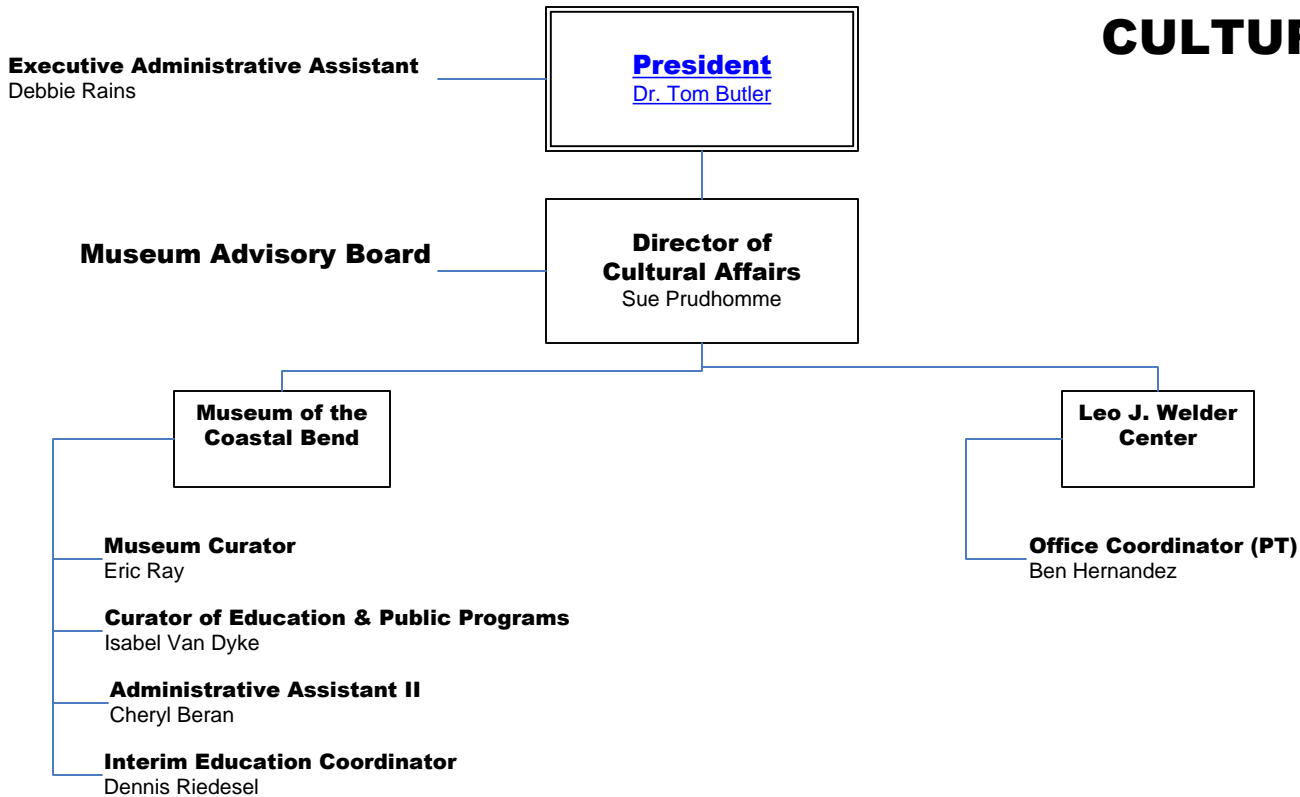 CULTUR
Executive Administrative Assistant
Debbie Rains
President
Dr. Tom Butler
Museum Advisory Board
Director of
Cultural Affairs
Sue Prudhomme
Museum of the
Coastal Bend
Leo J. Welder
Center
Museum Curator
Eric Ray
Office Coordinator (PT)
Ben Hernandez
Curator of Education & Public Programs
Isabel Van Dyke
Administrative Assistant II
Cheryl Beran
Interim Education Coordinator
Dennis Riedesel